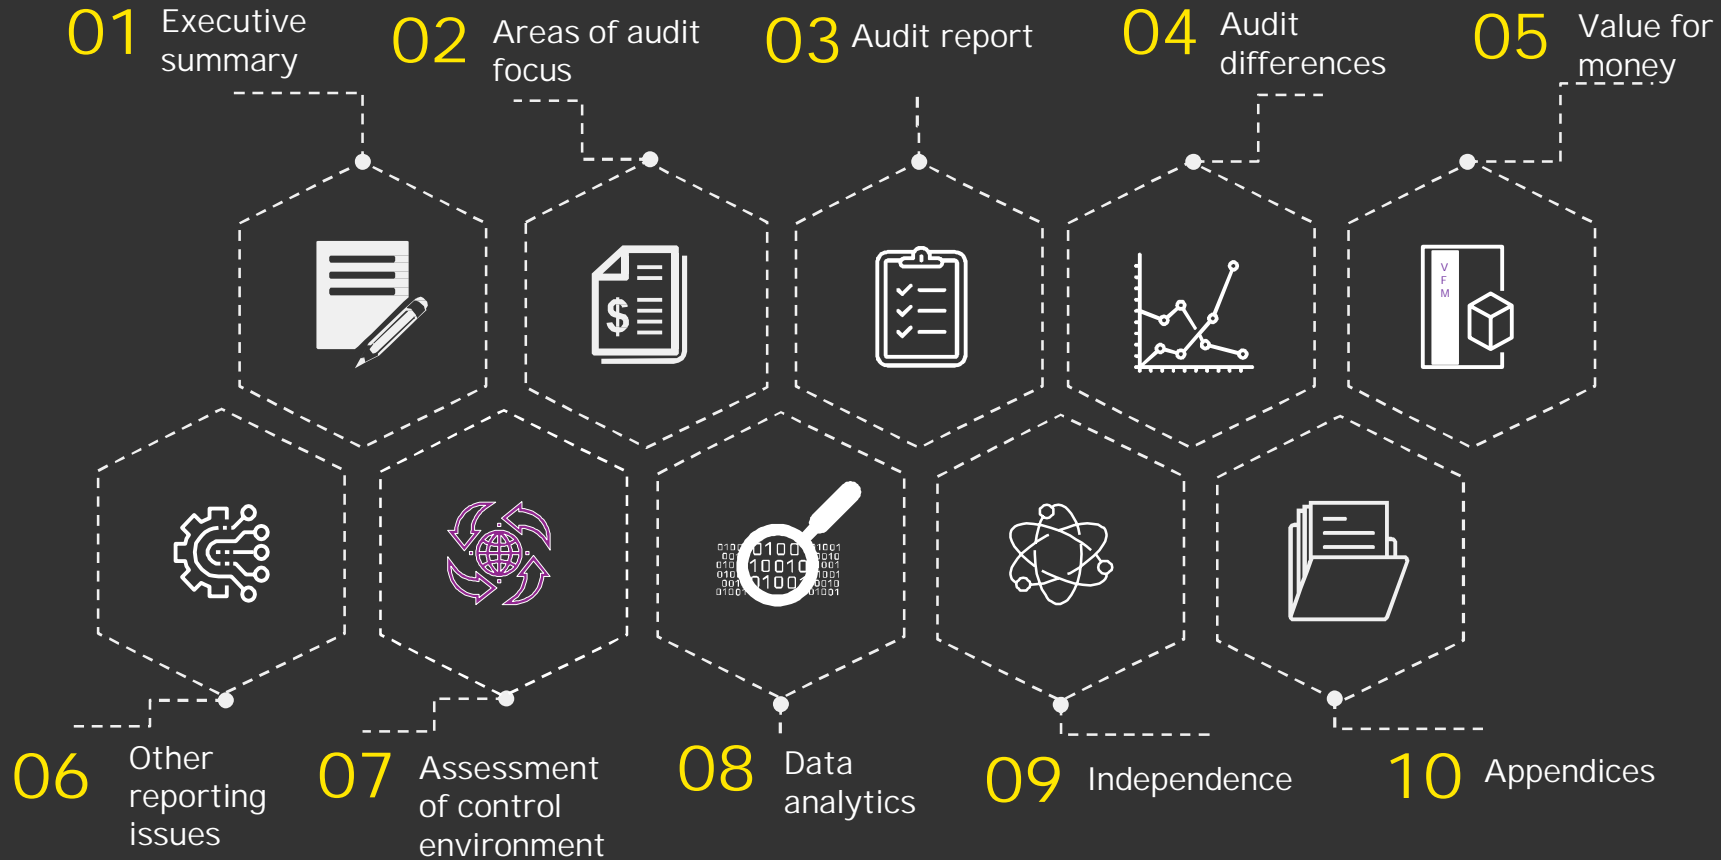 01 Executive
summary
02 Areas of audit
focus
03 Audit report
04 Audit
differences
05 Value for
money
$
V
F
M
06 Other
reporting
issues
07 Assessment
of control
environment
08 Data
analytics
09 Independence
10 Appendices